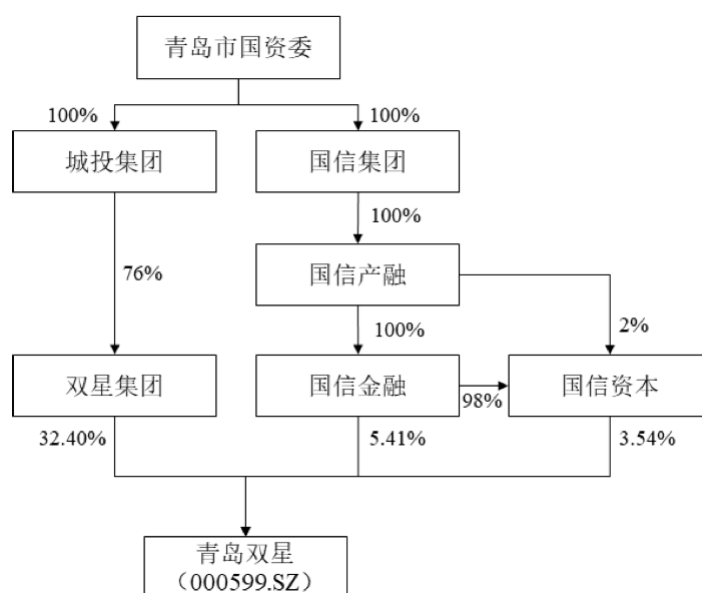 青岛市国资委
100%
100%
城投集团
国信集团
100%
国信产融
76%
100%
2%
双星集团
国信金融
98%
国信资本
32.40%
5.41%
3.54%
青岛双星
（000599.SZ）